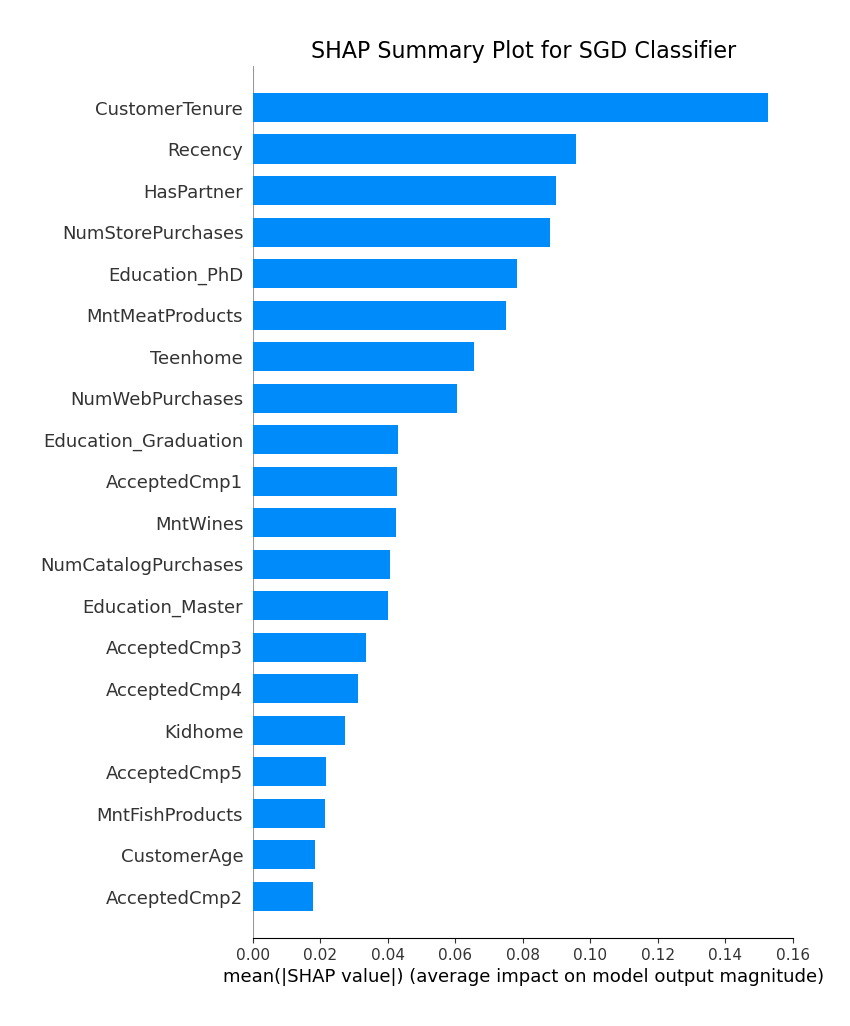 SHAP Summary Plot for SGD Classifier
CustomerTenure
Recency
HasPartner
NumStorePurchases
Education_PhD
MntMeatProducts
Teenhome
NumWebPurchases
Education_Graduation
AcceptedCmp1
MntWines
NumCatalogPurchases
Education_Master
AcceptedCmp3
AcceptedCmp4
Kidhome
AcceptedCmp5
MntFishProducts
CustomerAge
AcceptedCmp2
0.00 0.02 0.04 0.06 0.08 0.10 0.12 0.14 0.16
mean(|SHAP value|) (average impact on model output magnitude)